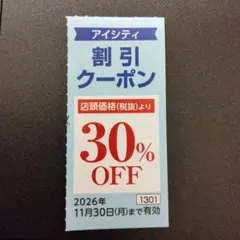 アイシティ
割引
クーポン
店頭価格(税抜)より
30%
OFF
2026年 1301
11月30日(月)まで有効